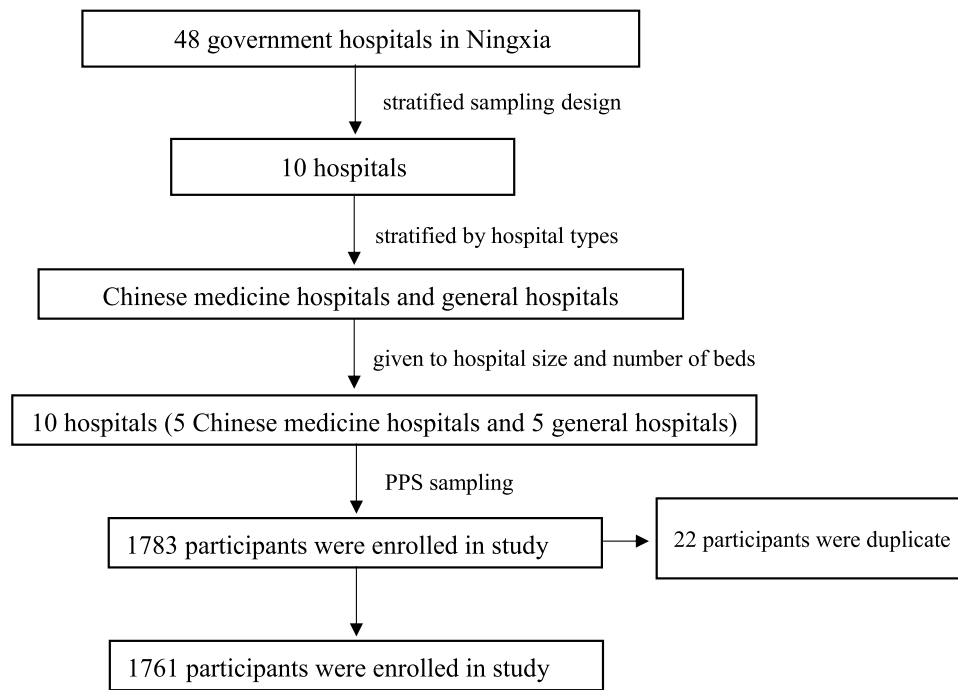 48 government hospitals in Ningxia
stratified sampling design
10 hospitals
stratified by hospital types
Chinese medicine hospitals and general hospitals
given to hospital size and number of beds
10 hospitals (5 Chinese medicine hospitals and 5 general hospitals)
PPS sampling
1783 participants were enrolled in study
22 participants were duplicate
1761 participants were enrolled in study